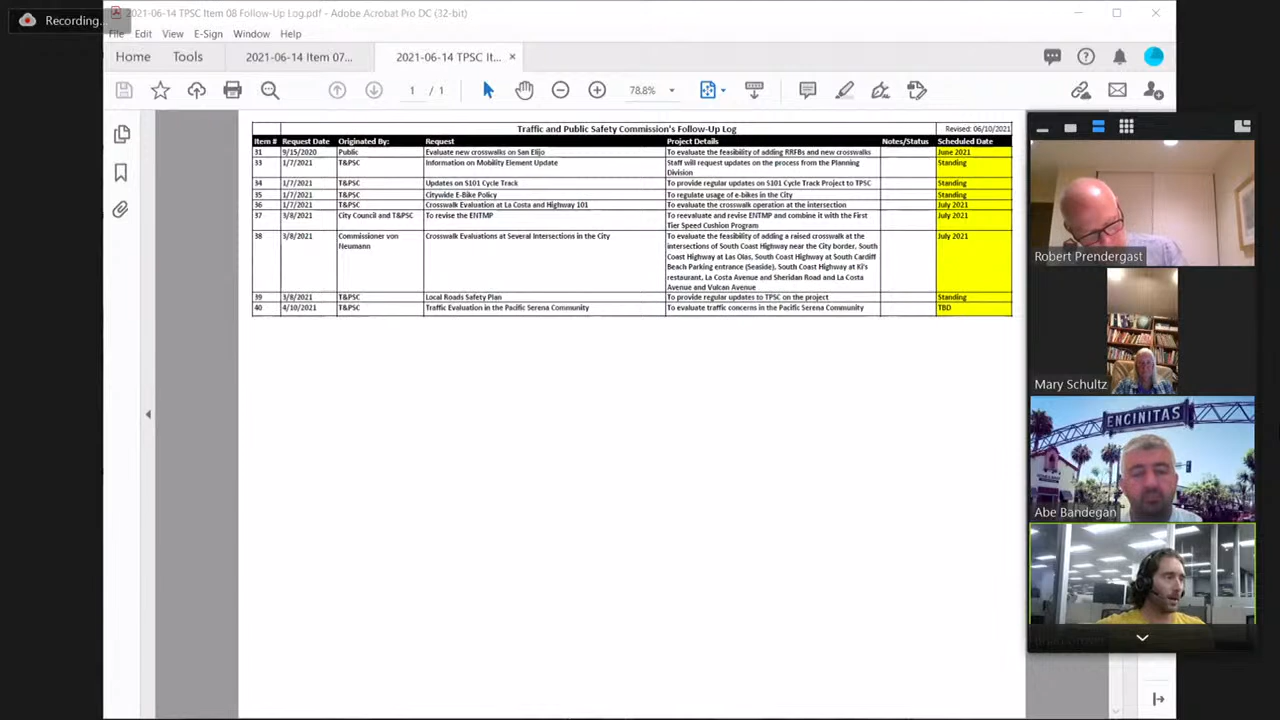 Recording...
2021-06-14 TPSC Item 08 Follow-Up Log.pdf - Adobe Acrobat Pro DC (32-bit)
File Edit View E-Sign Window Help
Home Tools 2021-06-14 Item 07... 2021-06-14 TPSC It...
1 / 1 78.8%
Traffic and Public Safety Commission's Follow-Up Log Revised: 06/10/2021
Item # Request Date Originated By: Request Project Details Notes/Status Scheduled Date
31 9/15/2020 Public Evaluate new crosswalks on San Elijo To evaluate the feasibility of adding RRFBs and new crosswalks June 2021
33 1/7/2021 T&PSC Information on Mobility Element Update Staff will request updates on the process from the Planning Standing
Division
34 1/7/2021 T&PSC Updates on S101 Cycle Track To provide regular updates on S101 Cycle Track Project to TPSC Standing
35 1/7/2021 T&PSC Citywide E-Bike Policy To regulate usage of e-bikes in the City Standing
36 1/7/2021 T&PSC Crosswalk Evaluation at La Costa and Highway 101 To evaluate the crosswalk operation at the intersection July 2021
37 3/8/2021 City Council and T&PSC To revise the ENTMP To reevaluate and revise ENTMP and combine it with the First July 2021
Tier Speed Cushion Program
38 3/8/2021 Commissioner von Crosswalk Evaluations at Several Intersections in the City To evaluate the feasibility of adding a raised crosswalk at the July 2021
Neumann intersections of South Coast Highway near the City border, South
Coast Highway at Las Olas, South Coast Highway at South Cardiff
Beach Parking entrance (Seaside), South Coast Highway at Ki's
restaurant, La Costa Avenue and Sheridan Road and La Costa
Avenue and Vulcan Avenue
39 3/8/2021 T&PSC Local Roads Safety Plan To provide regular updates to TPSC on the project Standing
40 4/10/2021 T&PSC Traffic Evaluation in the Pacific Serena Community To evaluate traffic concerns in the Pacific Serena Community TBD
Robert Prendergast
Mary Schultz
ENCINITAS
Abe Bandegan